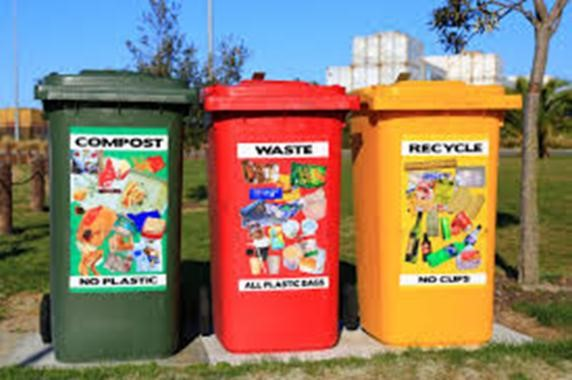 COMPOST
NO PLASTIC
WASTE
ALL PLASTIC BAGS
RECYCLE
NO CUPS